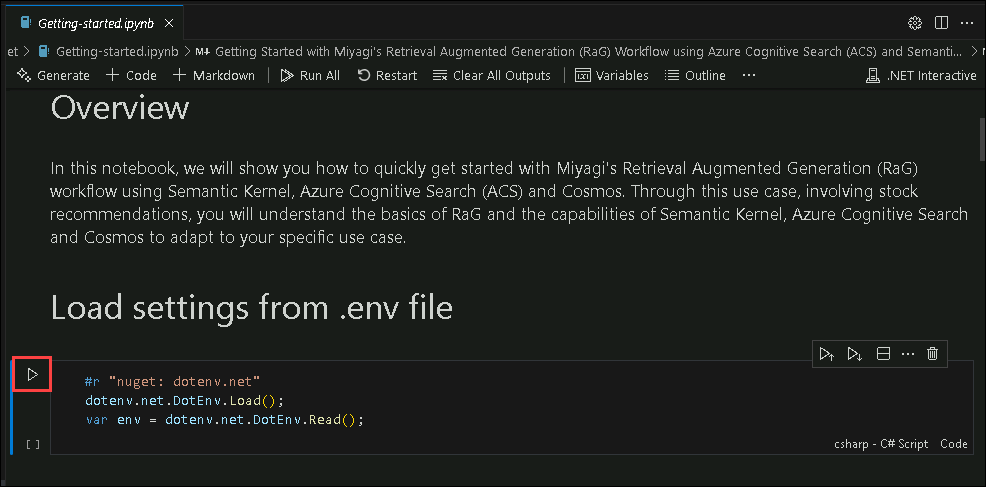 Getting-started.ipynb
et > Getting-started.ipynb > M↓ Getting Started with Miyagi's Retrieval Augmented Generation (RaG) Workflow using Azure Cognitive Search (ACS) and Semanti... >
Generate + Code + Markdown Run All Restart Clear All Outputs Variables Outline ... .NET Interactive
Overview
In this notebook, we will show you how to quickly get started with Miyagi's Retrieval Augmented Generation (RaG)
workflow using Semantic Kernel, Azure Cognitive Search (ACS) and Cosmos. Through this use case, involving stock
recommendations, you will understand the basics of RaG and the capabilities of Semantic Kernel, Azure Cognitive Search
and Cosmos to adapt to your specific use case.
Load settings from .env file
#r "nuget: dotenv.net"
dotenv.net.DotEnv.Load();
var env = dotenv.net.DotEnv.Read();
[ ]
csharp - C# Script Code